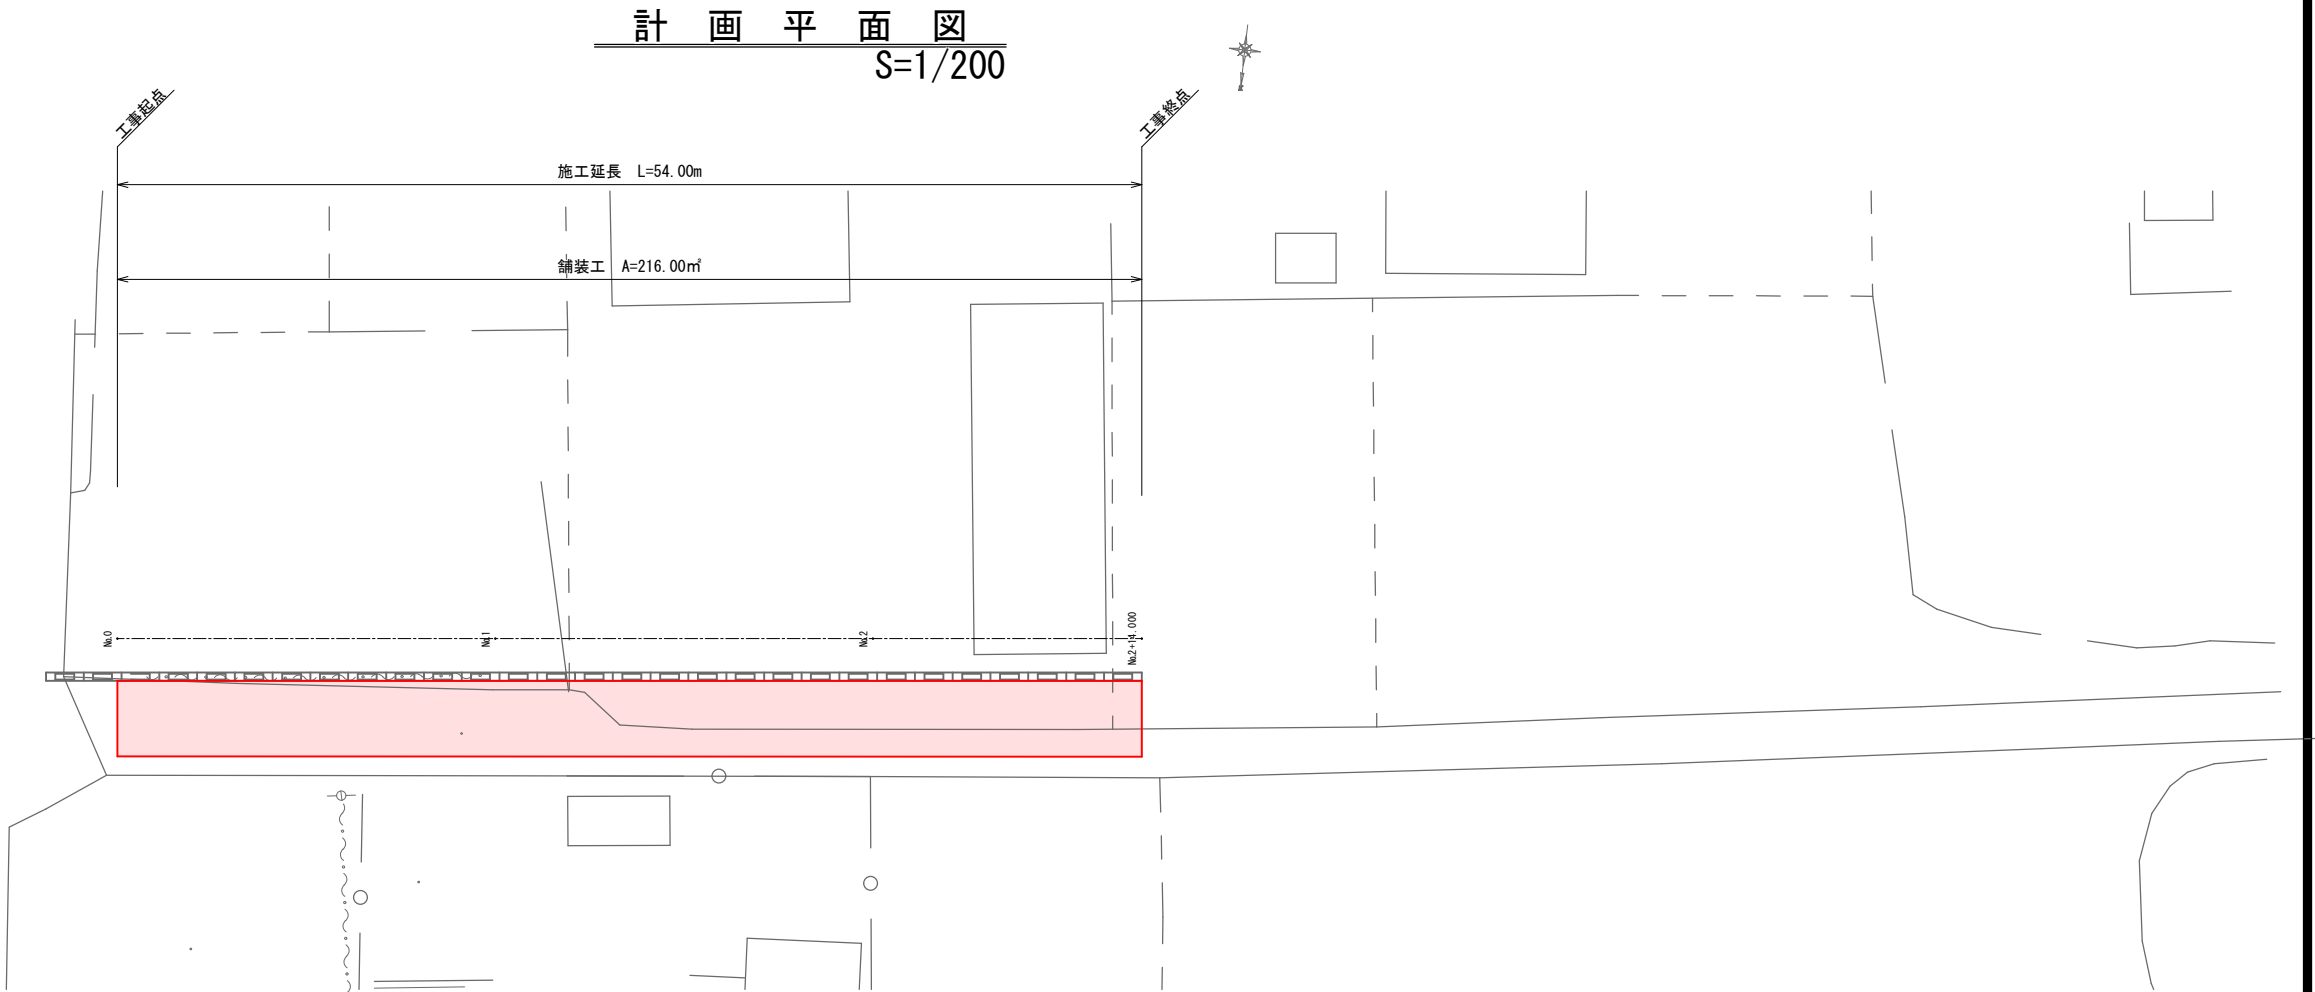 計画平面図
S=1/200
工事起点
工事終点
施工延長 L=54.00m
舗装工 A=216.00㎡
No.0
No.1
No.2
No.2+14.000